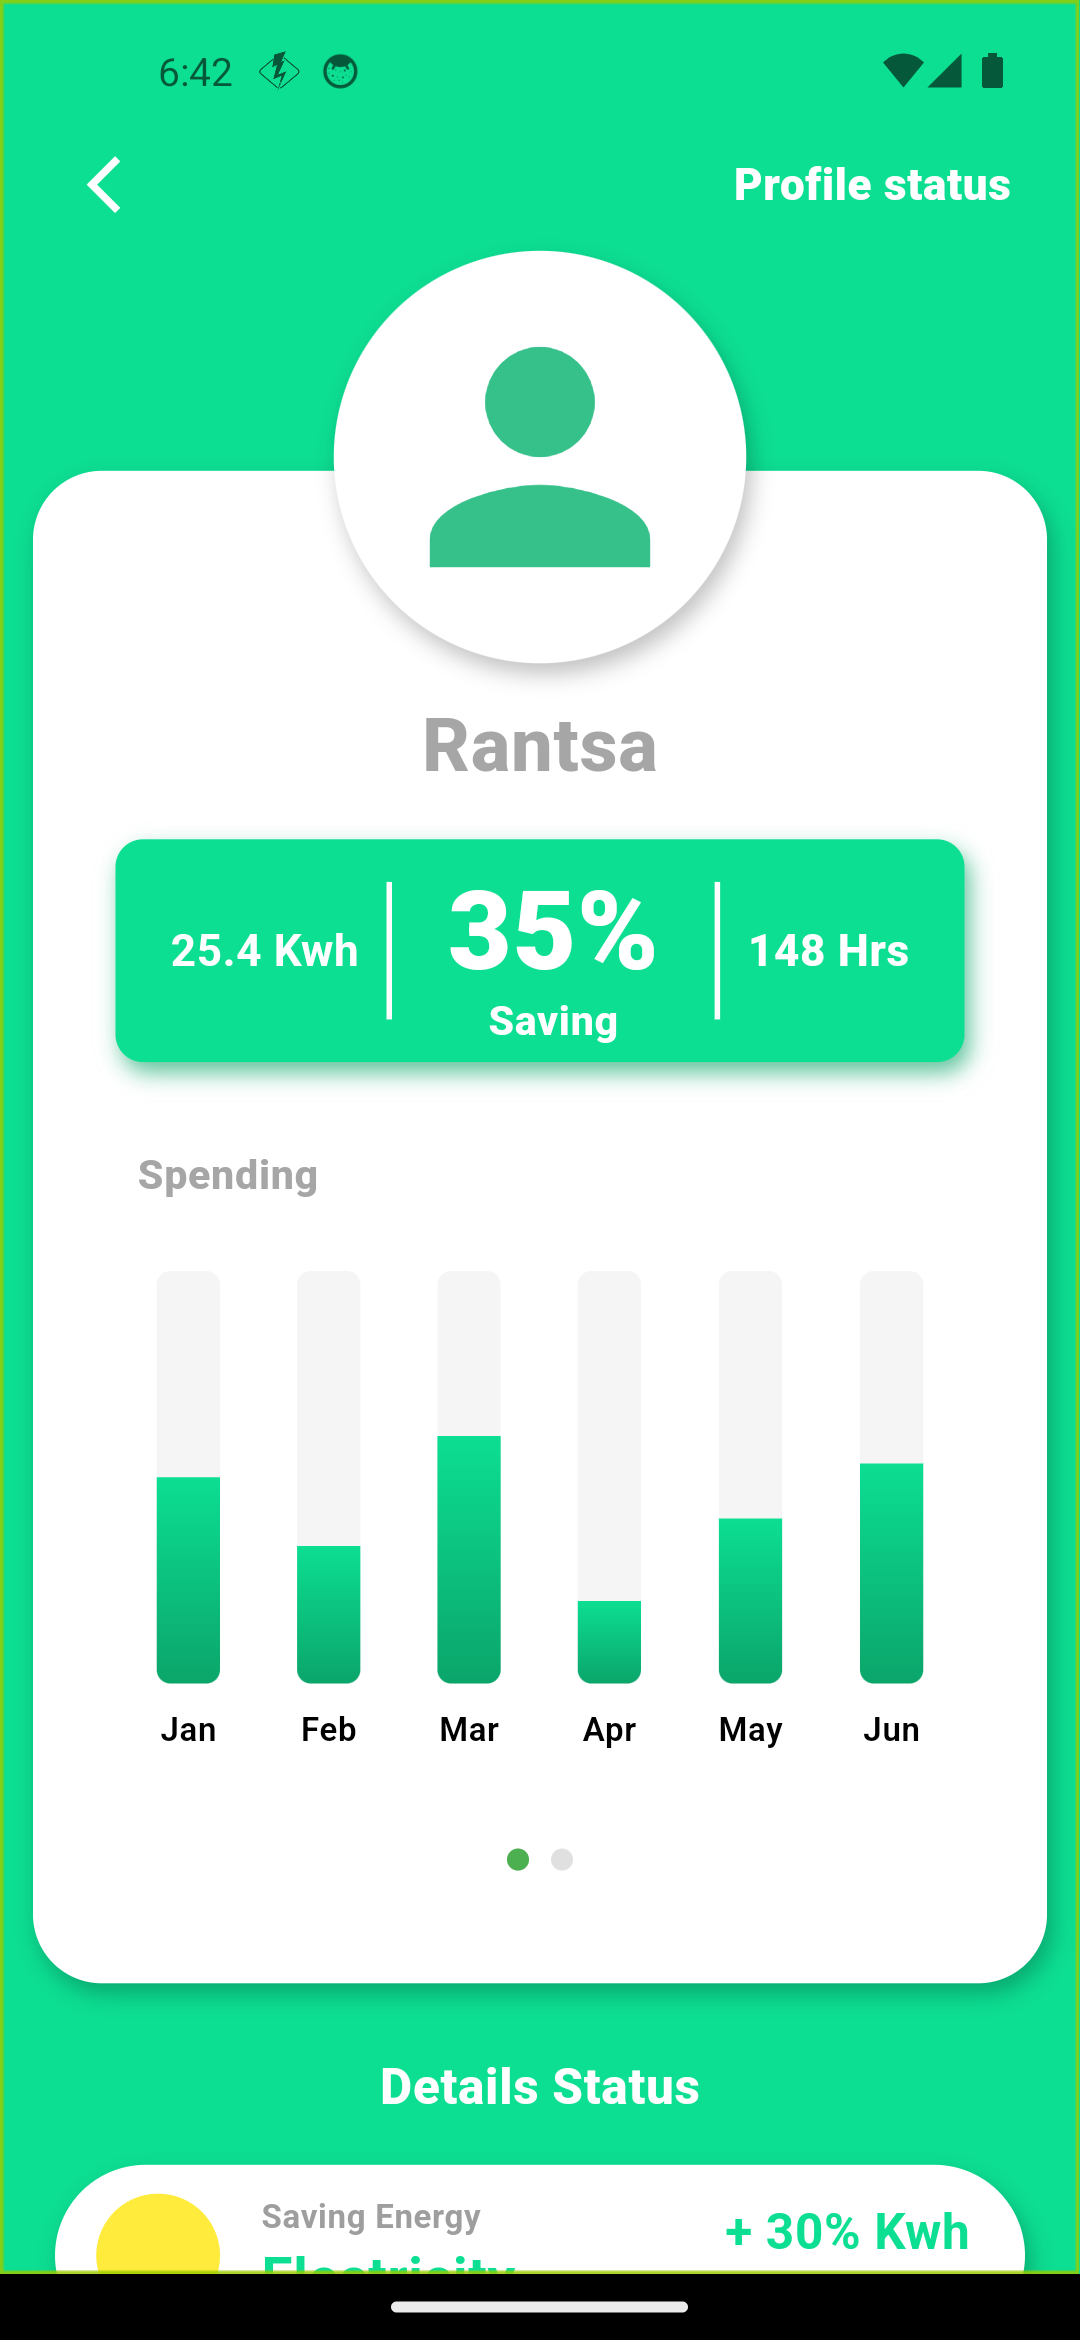 6:42
Profile status
Rantsa
25.4 Kwh
35%
Saving
148 Hrs
Spending
Jan Feb Mar Apr May Jun
Details Status
Saving Energy
+ 30% Kwh
Electricity